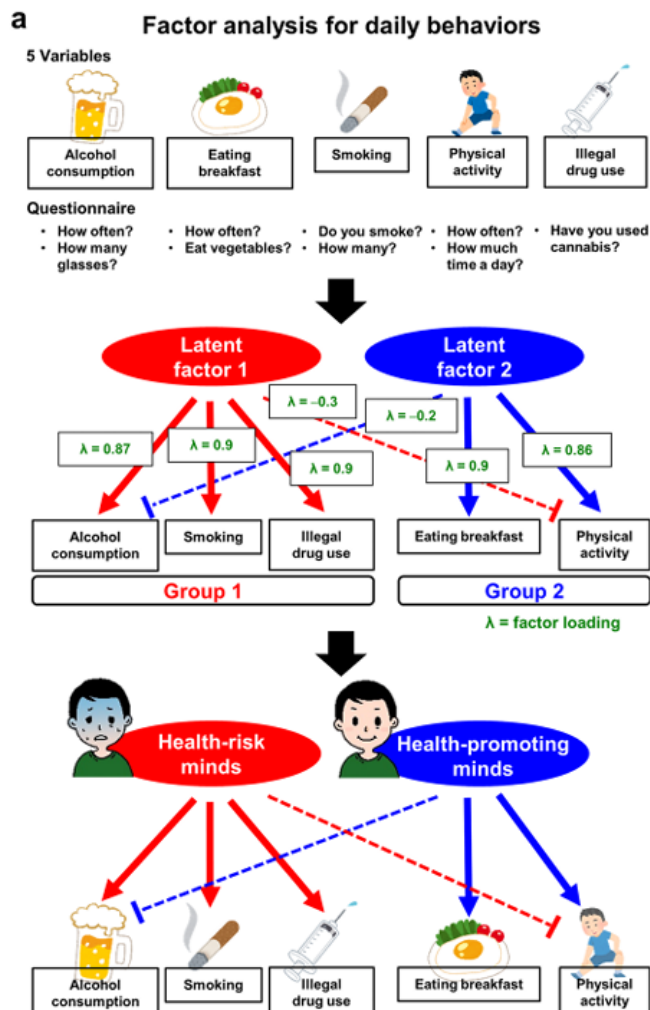 a
Factor analysis for daily behaviors
5 Variables
Alcohol
consumption
Eating
breakfast
Smoking
Physical
activity
Illegal
drug use
Questionnaire
• How often?
• How many
glasses?
• How often?
• Eat vegetables?
• Do you smoke?
• How many?
• How often?
• How much
time a day?
• Have you used
cannabis?
Latent
factor 1
Latent
factor 2
λ = –0.3
λ = –0.2
λ = 0.87
λ = 0.9
λ = 0.9
λ = 0.9
λ = 0.86
Alcohol
consumption
Smoking
Illegal
drug use
Eating breakfast
Physical
activity
Group 1
Group 2
λ = factor loading
Health-risk
minds
Health-promoting
minds
Alcohol
consumption
Smoking
Illegal
drug use
Eating breakfast
Physical
activity